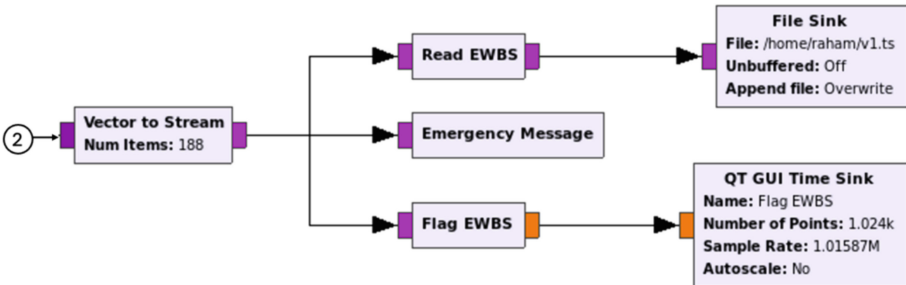 File Sink
File: /home/raham/v1.ts
Unbuffered: Off
Append file: Overwrite
Read EWBS
2
Vector to Stream
Num Items: 188
Emergency Message
Flag EWBS
QT GUI Time Sink
Name: Flag EWBS
Number of Points: 1.024k
Sample Rate: 1.01587M
Autoscale: No